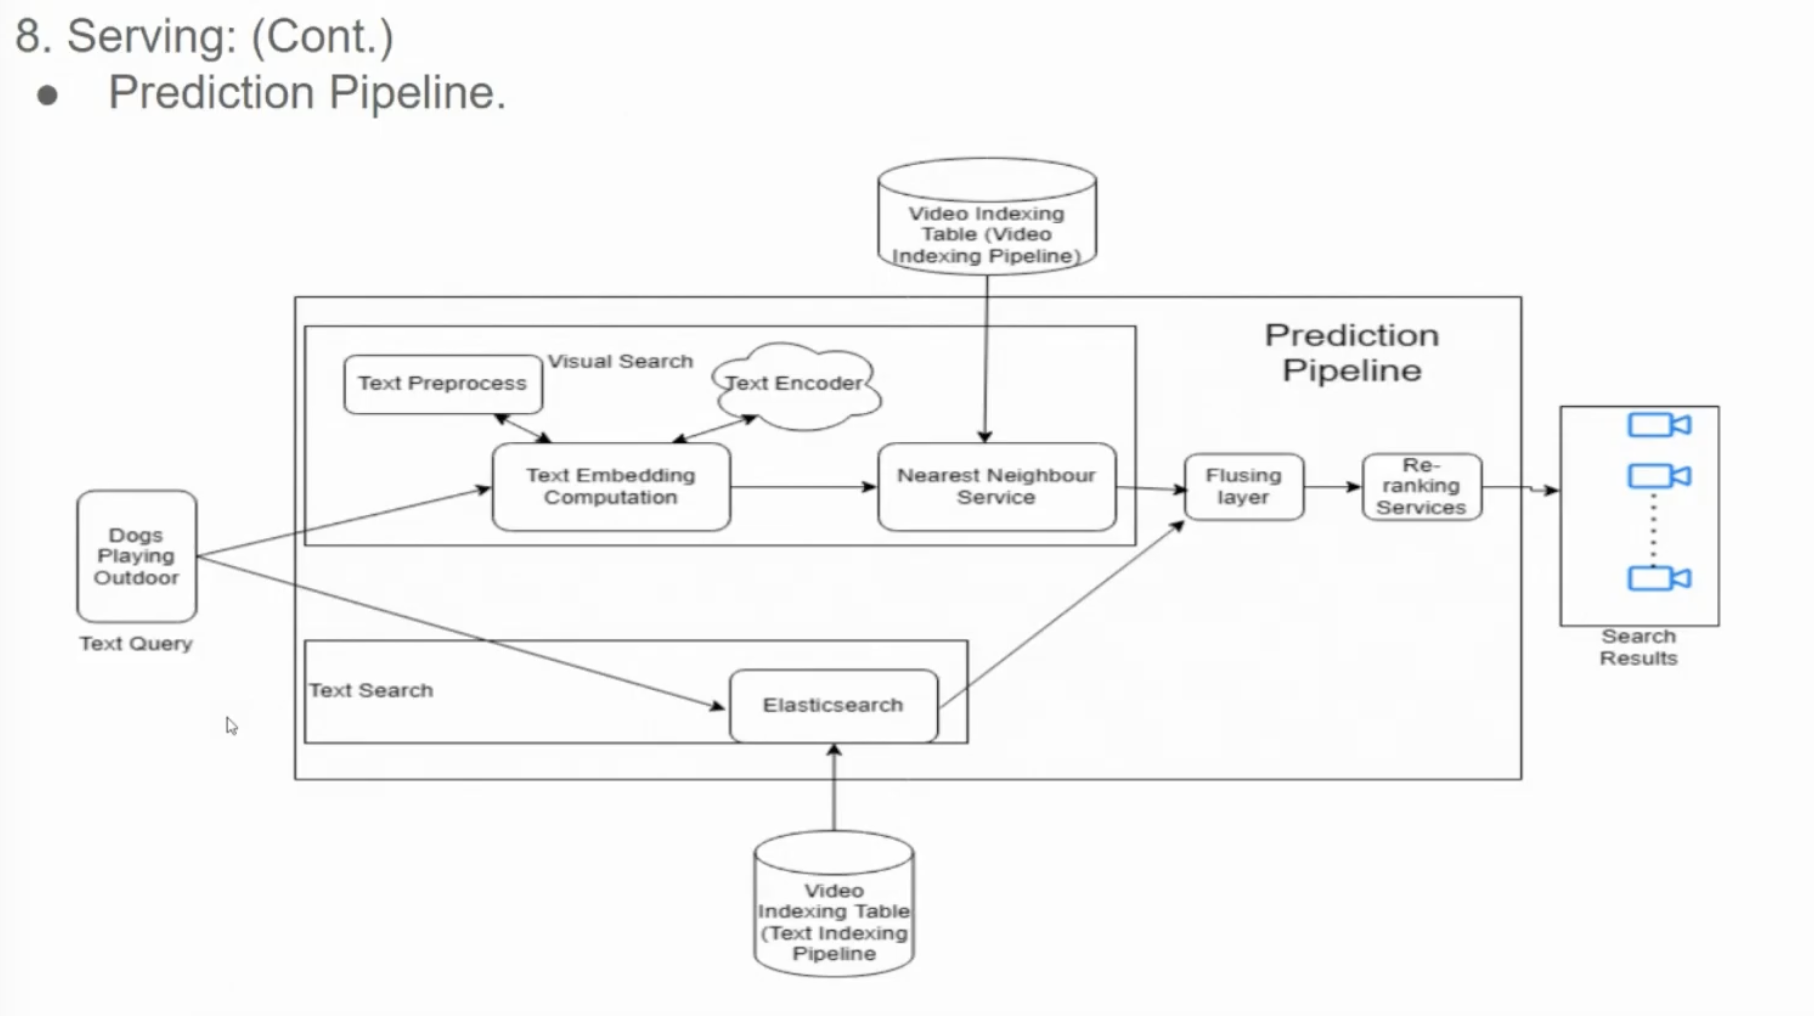 8. Serving: (Cont.)
● Prediction Pipeline.
Video Indexing
Table (Video
Indexing Pipeline)
Prediction
Pipeline
Text Preprocess
Visual Search
Text Encoder
Text Embedding
Computation
Nearest Neighbour
Service
Flusing
layer
Re-
ranking
Services
Dogs
Playing
Outdoor
Text Query
Search
Results
Text Search
Elasticsearch
Video
Indexing Table
(Text Indexing
Pipeline